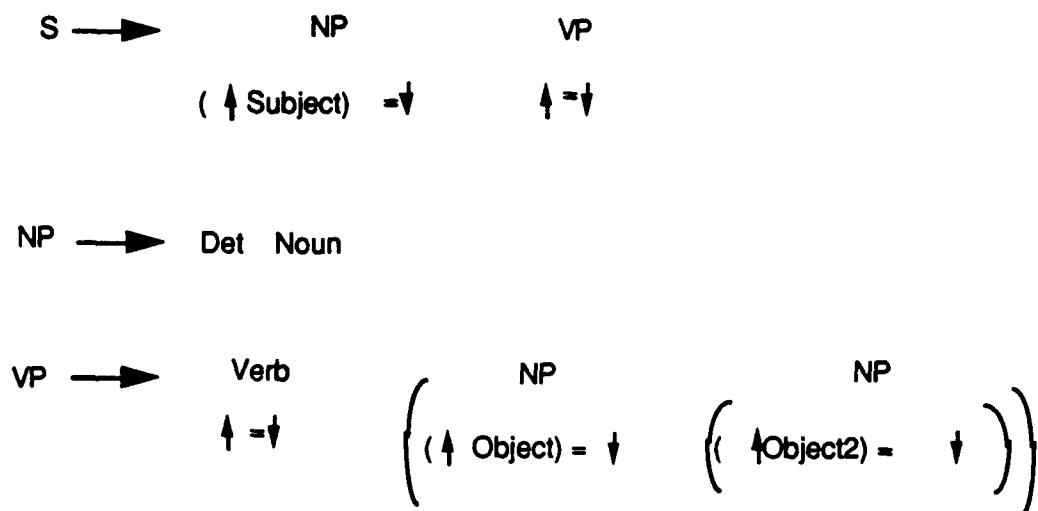 S ⟶ NP VP
( ↑ Subject) =↓ ↑ =↓
NP ⟶ Det Noun
VP ⟶ Verb NP NP
↑ =↓ ( ( ↑ Object) = ↓ ( ( ↑Object2) = ↓ ) )